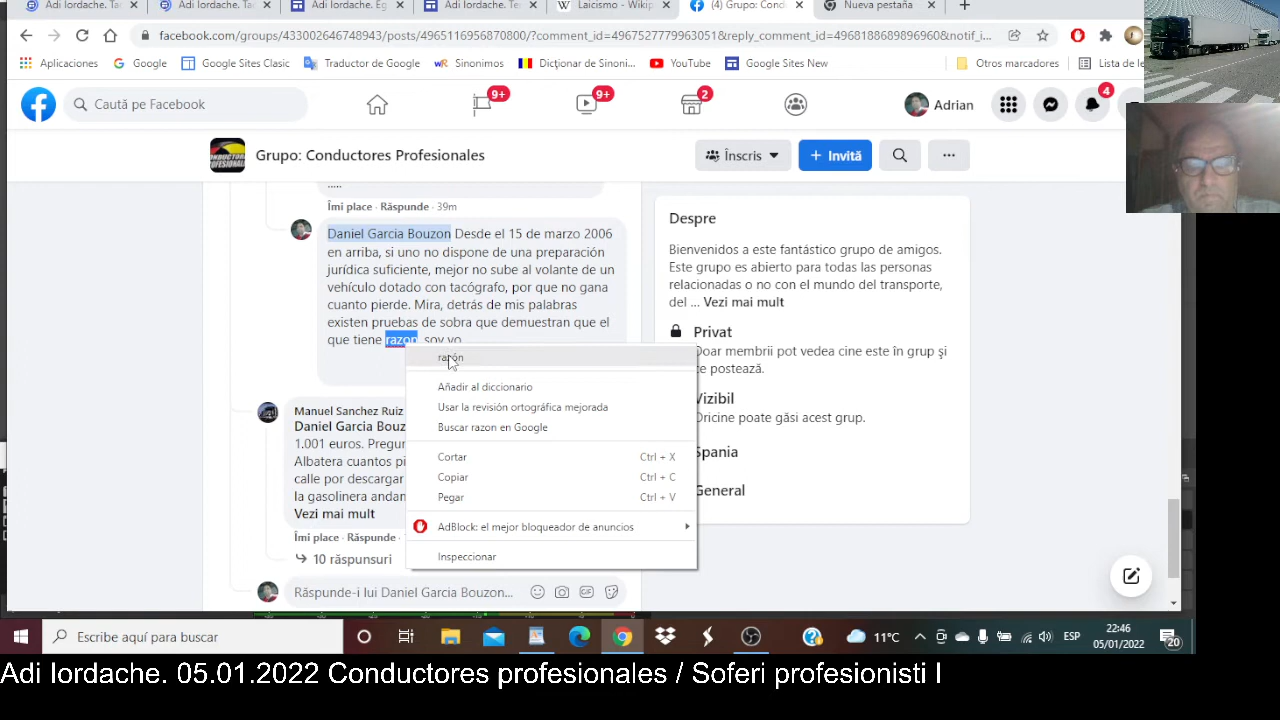 Adi Iordache. Tar
Adi Iordache. Tar
Adi Iordache. Eg
Adi Iordache. Te
Laicismo - Wikip
(4) Grupo: Cond
Nueva pestaña
facebook.com/groups/433002646748943/posts/4965116556870800/?comment_id=4967527779963051&reply_comment_id=4968188689896960&notif_i...
Aplicaciones
Google
Google Sites Clasic
Traductor de Google
Sinonimos
Dicționar de Sinoni...
YouTube
Google Sites New
Otros marcadores
Lista de le
Caută pe Facebook
9+
9+
2
Adrian
4
Grupo: Conductores Profesionales
Înscris
+ Invită
Îmi place · Răspunde · 39m
Daniel Garcia Bouzon Desde el 15 de marzo 2006
en arriba, si uno no dispone de una preparación
jurídica suficiente, mejor no sube al volante de un
vehículo dotado con tacógrafo, por que no gana
cuanto pierde. Mira, detrás de mis palabras
existen pruebas de sobra que demuestran que el
que tiene razon, soy yo
Manuel Sanchez Ruiz
Daniel Garcia Bouz
1.001 euros. Pregun
Albatera cuantos pi
calle por descargar
la gasolinera andan
Vezi mai mult
Îmi place · Răspunde ·
10 răspunsuri
Răspunde-i lui Daniel Garcia Bouzon...
razón
Añadir al diccionario
Usar la revisión ortográfica mejorada
Buscar razon en Google
Cortar Ctrl + X
Copiar Ctrl + C
Pegar Ctrl + V
AdBlock: el mejor bloqueador de anuncios
Inspeccionar
Despre
Bienvenidos a este fantástico grupo de amigos.
Este grupo es abierto para todas las personas
relacionadas o no con el mundo del transporte,
del ... Vezi mai mult
Privat
Doar membrii pot vedea cine este în grup și
ce postează.
Vizibil
Oricine poate găsi acest grup.
Spania
General
Escribe aquí para buscar
11°C
ESP
22:46
05/01/2022
20
Adi Iordache. 05.01.2022 Conductores profesionales / Soferi profesionisti I